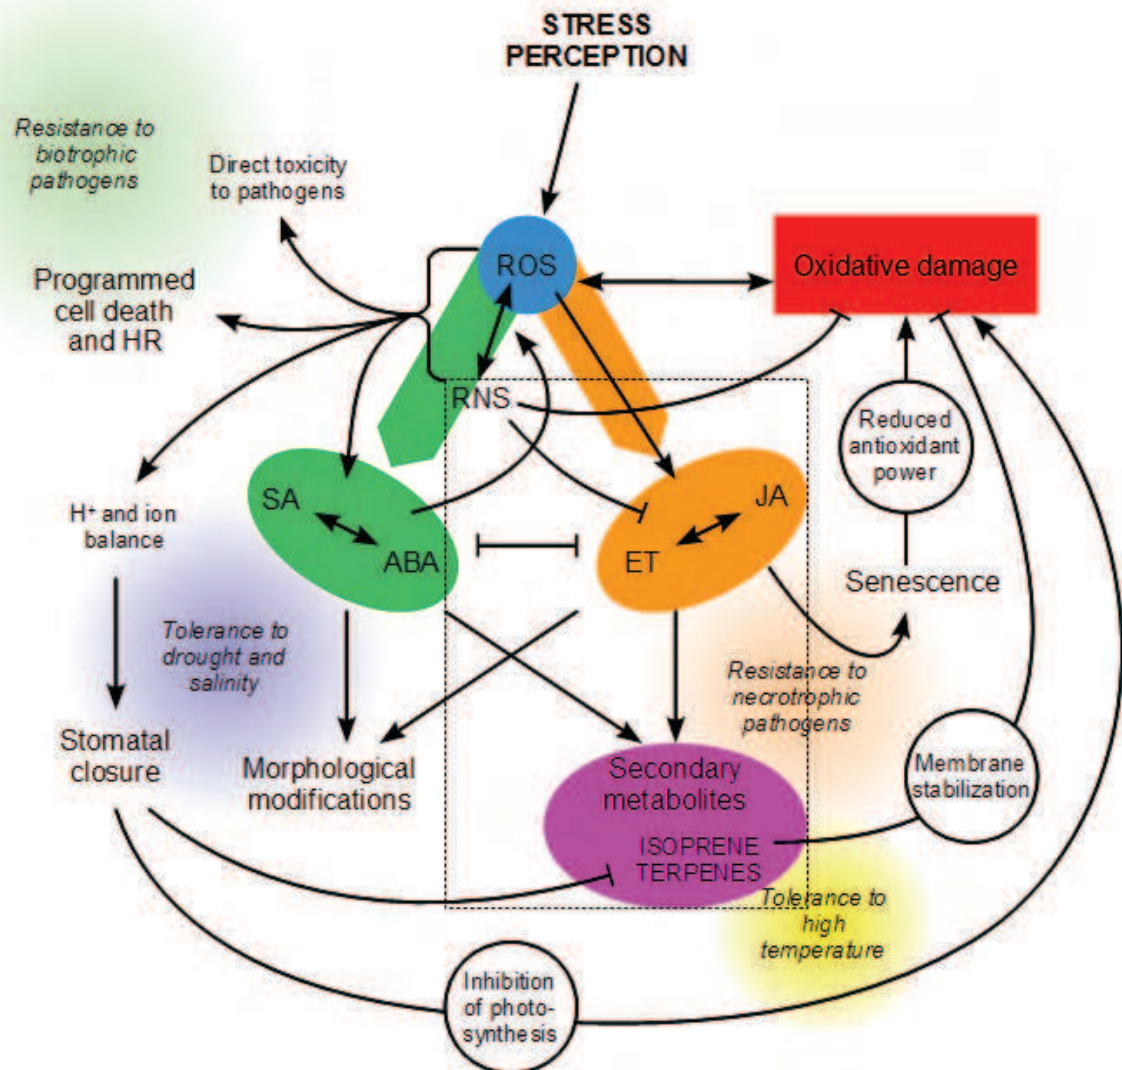 STRESS
PERCEPTION
Resistance to
biotrophic
pathogens
Direct toxicity
to pathogens
ROS
Oxidative damage
Programmed
cell death
and HR
RNS
Reduced
antioxidant
power
SA
ABA
JA
ET
H⁺ and ion
balance
Senescence
Tolerance to
drought and
salinity
Resistance to
necrotrophic
pathogens
Stomatal
closure
Morphological
modifications
Secondary
metabolites
ISOPRENE
TERPENES
Membrane
stabilization
Tolerance to
high
temperature
Inhibition
of photo-
synthesis